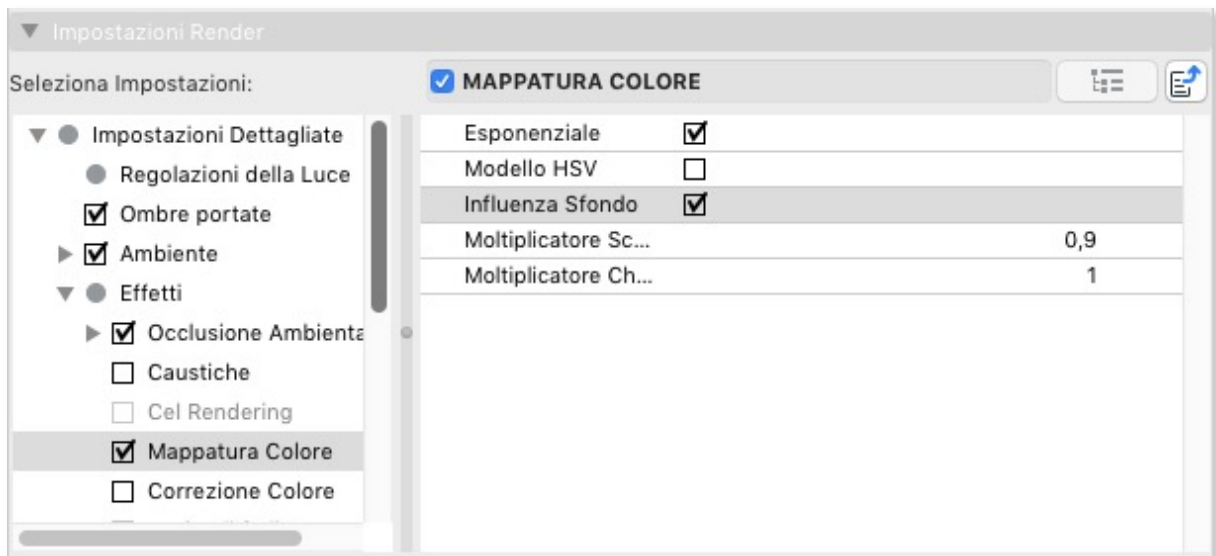 Impostazioni Render
Seleziona Impostazioni:
MAPPATURA COLORE
Impostazioni Dettagliate
Regolazioni della Luce
Ombre portate
Ambiente
Effetti
Occlusione Ambienta
Caustiche
Cel Rendering
Mappatura Colore
Correzione Colore
Esponenziale
Modello HSV
Influenza Sfondo
Moltiplicatore Sc... 0,9
Moltiplicatore Ch... 1